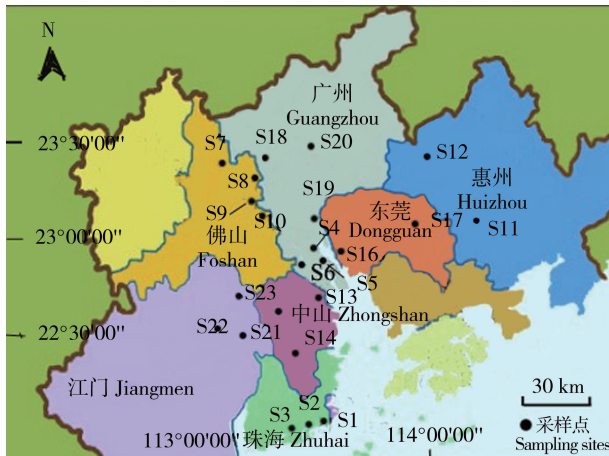 N
广州
Guangzhou
S7
S18
S20
23°30′00″
S12
S8
惠州
Huizhou
S19
S9
S10
S4
东莞
Dongguan
S17
S11
佛山
Foshan
23°00′00″
S16
S6
S5
S23
S13
中山 Zhongshan
22°30′00″
S22
S21
S14
江门 Jiangmen
30 km
S3
S2
S1
采样点
Sampling sites
113°00′00″
珠海 Zhuhai
114°00′00″